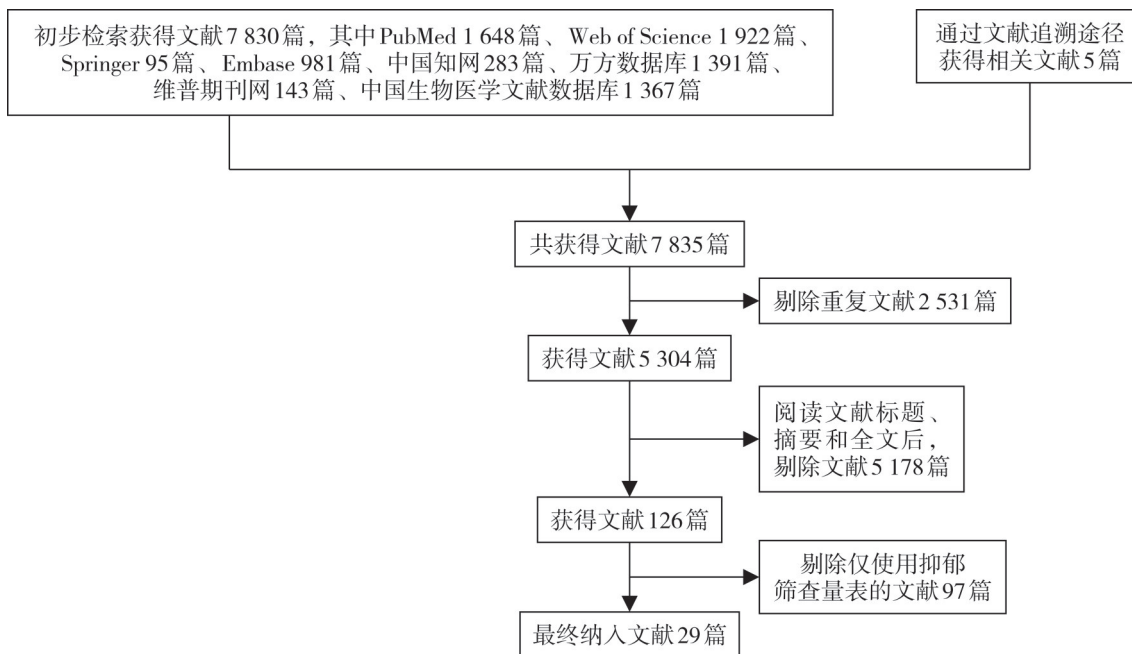 初步检索获得文献7 830篇，其中PubMed 1 648篇、Web of Science 1 922篇、
Springer 95篇、Embase 981篇、中国知网283篇、万方数据库1 391篇、
维普期刊网143篇、中国生物医学文献数据库1 367篇
通过文献追溯途径
获得相关文献5篇
共获得文献7 835篇
剔除重复文献2 531篇
获得文献5 304篇
阅读文献标题、
摘要和全文后，
剔除文献5 178篇
获得文献126篇
剔除仅使用抑郁
筛查量表的文献97篇
最终纳入文献29篇